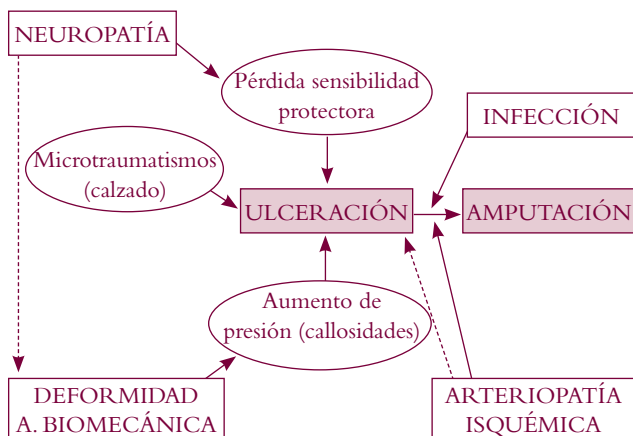 NEUROPATÍA
Pérdida sensibilidad
protectora
INFECCIÓN
Microtraumatismos
(calzado)
ULCERACIÓN
AMPUTACIÓN
Aumento de
presión (callosidades)
DEFORMIDAD
A. BIOMECÁNICA
ARTERIOPATÍA
ISQUÉMICA